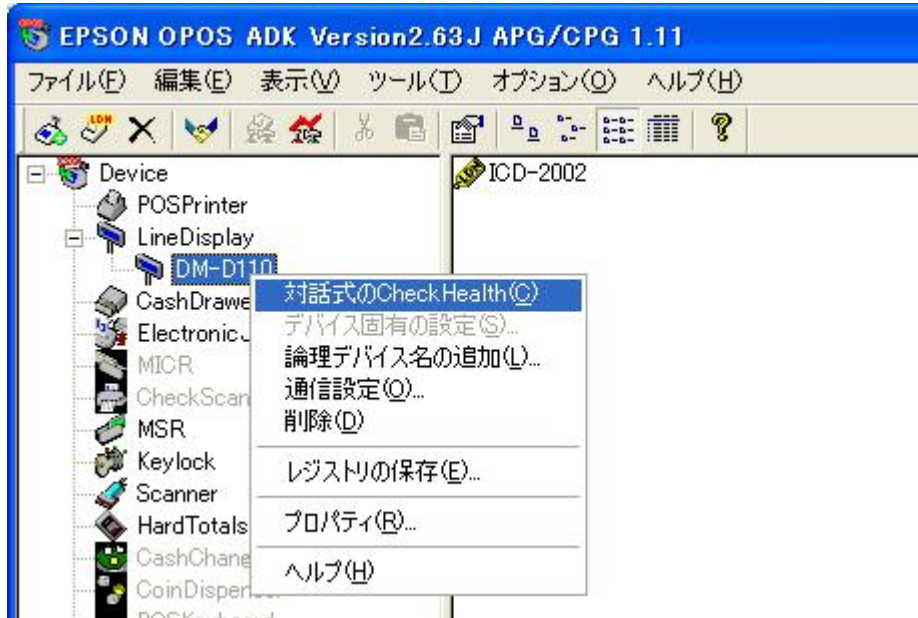 EPSON OPOS ADK Version2.63J APG/CPG 1.11
ファイル(F) 編集(E) 表示(V) ツール(T) オプション(O) ヘルプ(H)
Device
ICD-2002
POSPrinter
LineDisplay
DM-D110
対話式のCheckHealth(C)
CashDrawe
デバイス固有の設定(S)...
Electronic
論理デバイス名の追加(L)...
MICR
通信設定(O)...
CheckScan
削除(D)
MSR
Keylock
レジストリの保存(E)...
Scanner
HardTotals
プロパティ(R)...
CashChang
ヘルプ(H)
CoinDispen